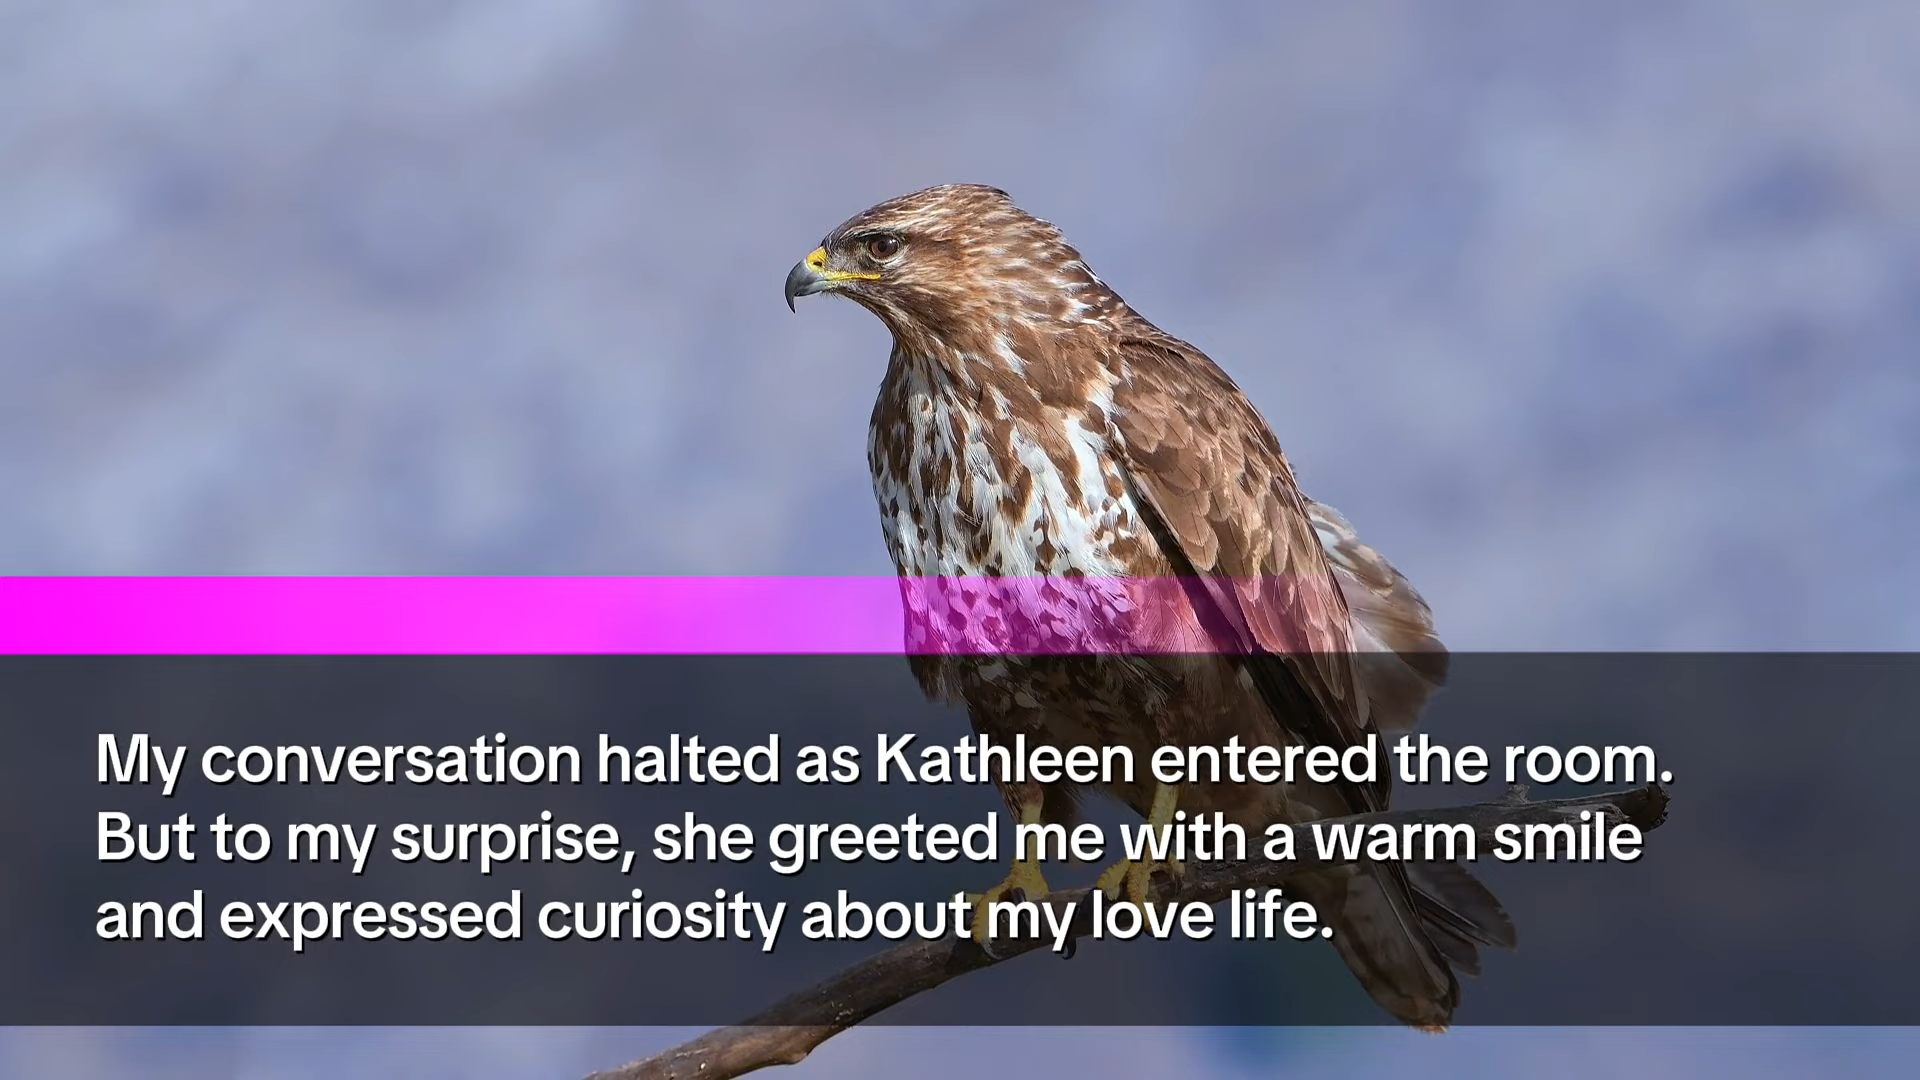 My conversation halted as Kathleen entered the room.
But to my surprise, she greeted me with a warm smile
and expressed curiosity about my love life.